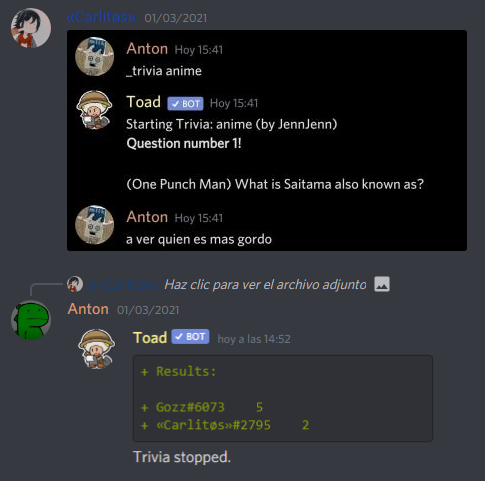 «Carlitøs» 01/03/2021
Anton Hoy 15:41
_trivia anime
Toad ✓ BOT Hoy 15:41
Starting Trivia: anime (by JennJenn)
Question number 1!
(One Punch Man) What is Saitama also known as?
Anton Hoy 15:41
a ver quien es mas gordo
Haz clic para ver el archivo adjunto
Anton 01/03/2021
Toad ✓ BOT hoy a las 14:52
+ Results:
+ Gozz#6073 5
+ «Carlitøs»#2795 2
Trivia stopped.